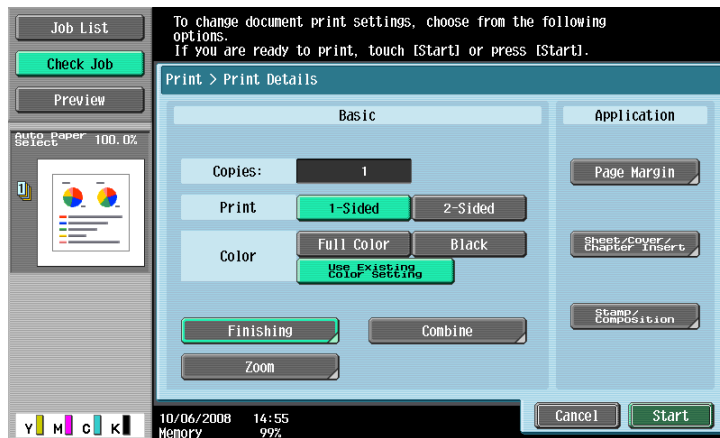 Job List
Check Job
Preview
Auto Paper
Select 100.0%
1
To change document print settings, choose from the following
options.
If you are ready to print, touch [Start] or press [Start].
Print > Print Details
Basic
Copies: 1
Print 1-Sided 2-Sided
Color Full Color Black
Use Existing
Color Setting
Finishing Combine
Zoom
Application
Page Margin
Sheet/Cover/
Chapter Insert
Stamp/
Composition
Y M C K
10/06/2008 14:55
Memory 99%
Cancel Start